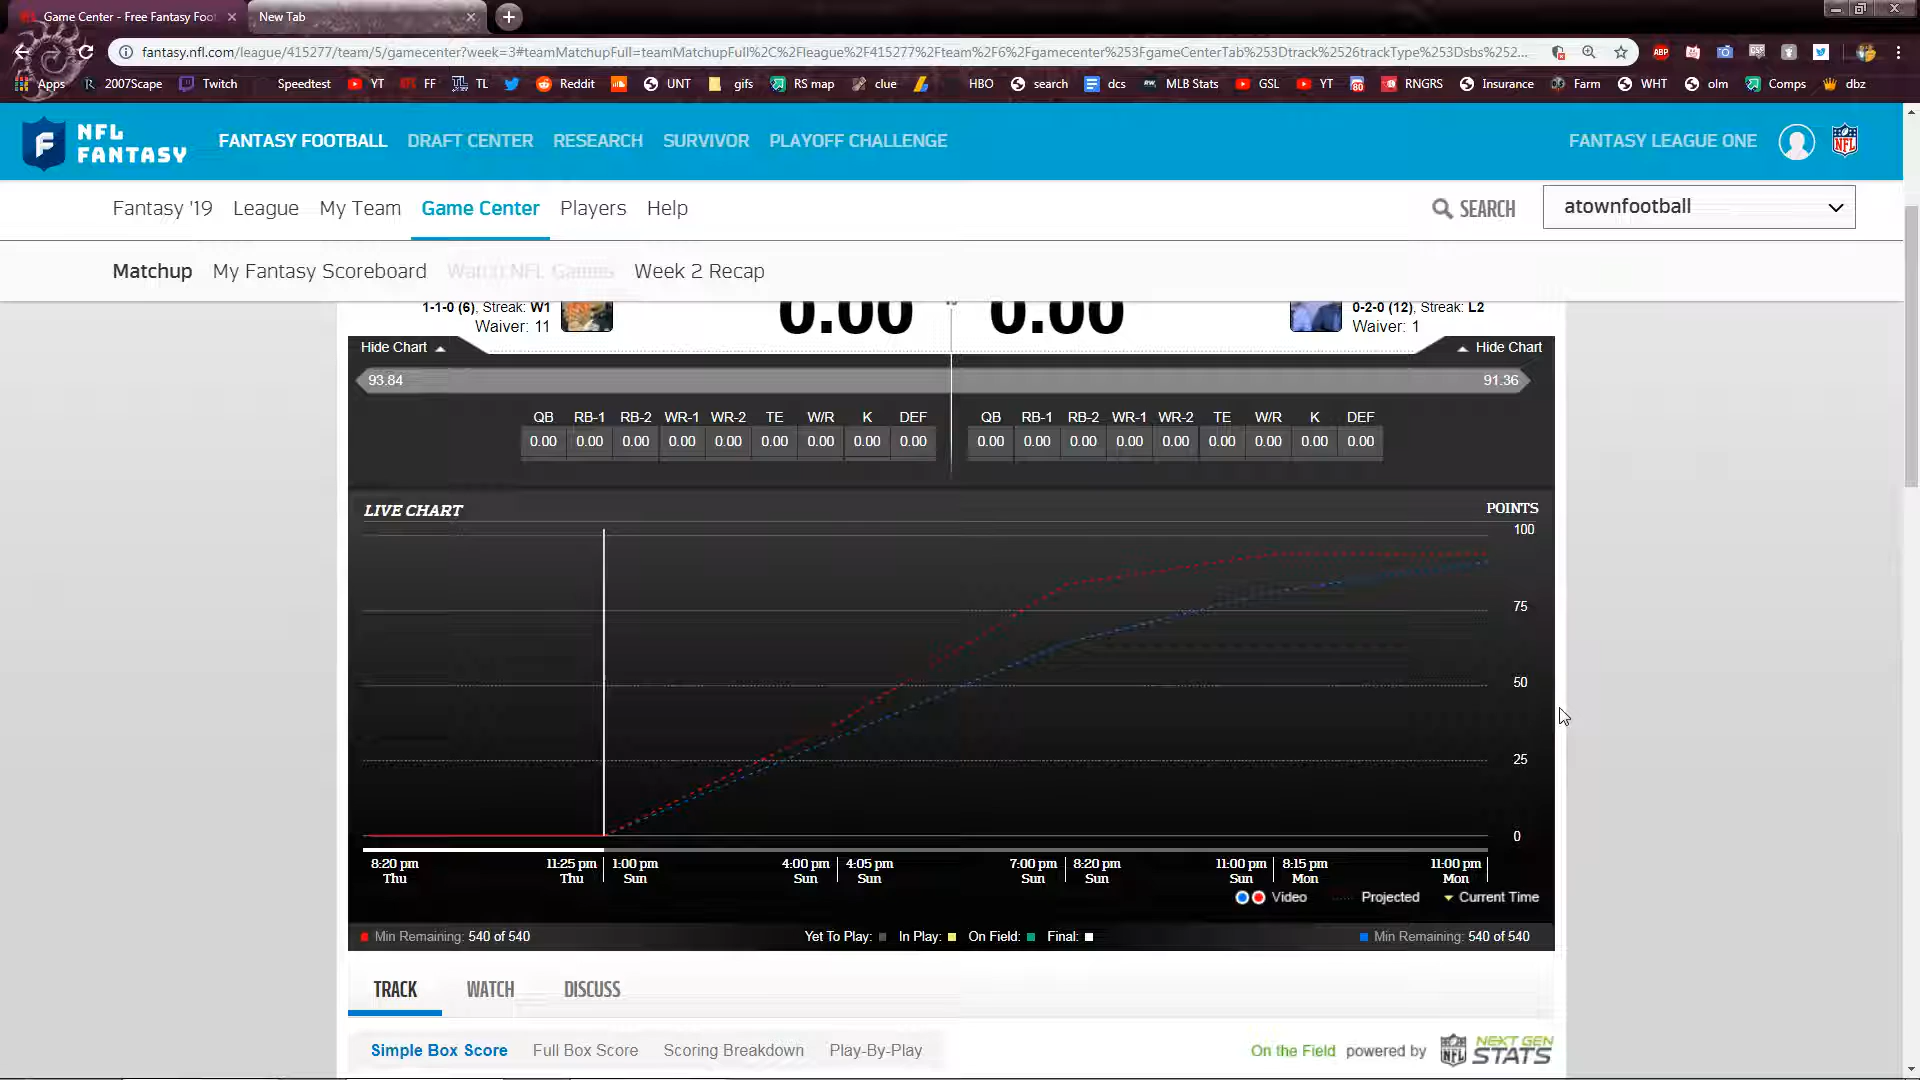 Game Center - Free Fantasy Foo
New Tab
fantasy.nfl.com/league/415277/team/5/gamecenter?week=3#teamMatchupFull=teamMatchupFull%2C%2Fleague%2F415277%2Fteam%2F6%2Fgamecenter%253FgameCenterTab%253Dtrack%2526trackType%253Dsbs%252...
Apps 2007Scape Twitch Speedtest YT FF TL Reddit UNT gifs RS map clue HBO search dcs MLB Stats GSL YT RNGRS Insurance Farm WHT olm Comps dbz
NFL FANTASY
FANTASY FOOTBALL DRAFT CENTER RESEARCH SURVIVOR PLAYOFF CHALLENGE FANTASY LEAGUE ONE
Fantasy '19 League My Team Game Center Players Help SEARCH atownfootball
Matchup My Fantasy Scoreboard Watch NFL Games Week 2 Recap
1-1-0 (6), Streak: W1 0.00 0.00 0-2-0 (12), Streak: L2
Waiver: 11 Waiver: 1
Hide Chart Hide Chart
93.84 91.36
QB RB-1 RB-2 WR-1 WR-2 TE W/R K DEF QB RB-1 RB-2 WR-1 WR-2 TE W/R K DEF
0.00 0.00 0.00 0.00 0.00 0.00 0.00 0.00 0.00 0.00 0.00 0.00 0.00 0.00 0.00 0.00 0.00 0.00
LIVE CHART POINTS
100
75
50
25
0
8:20 pm 11:25 pm 1:00 pm 4:00 pm 4:05 pm 7:00 pm 8:20 pm 11:00 pm 8:15 pm 11:00 pm
Thu Thu Sun Sun Sun Sun Sun Sun Mon Mon
Video Projected Current Time
Min Remaining: 540 of 540 Yet To Play: In Play: On Field: Final: Min Remaining: 540 of 540
TRACK WATCH DISCUSS
Simple Box Score Full Box Score Scoring Breakdown Play-By-Play On the Field powered by NFL NEXT GEN STATS